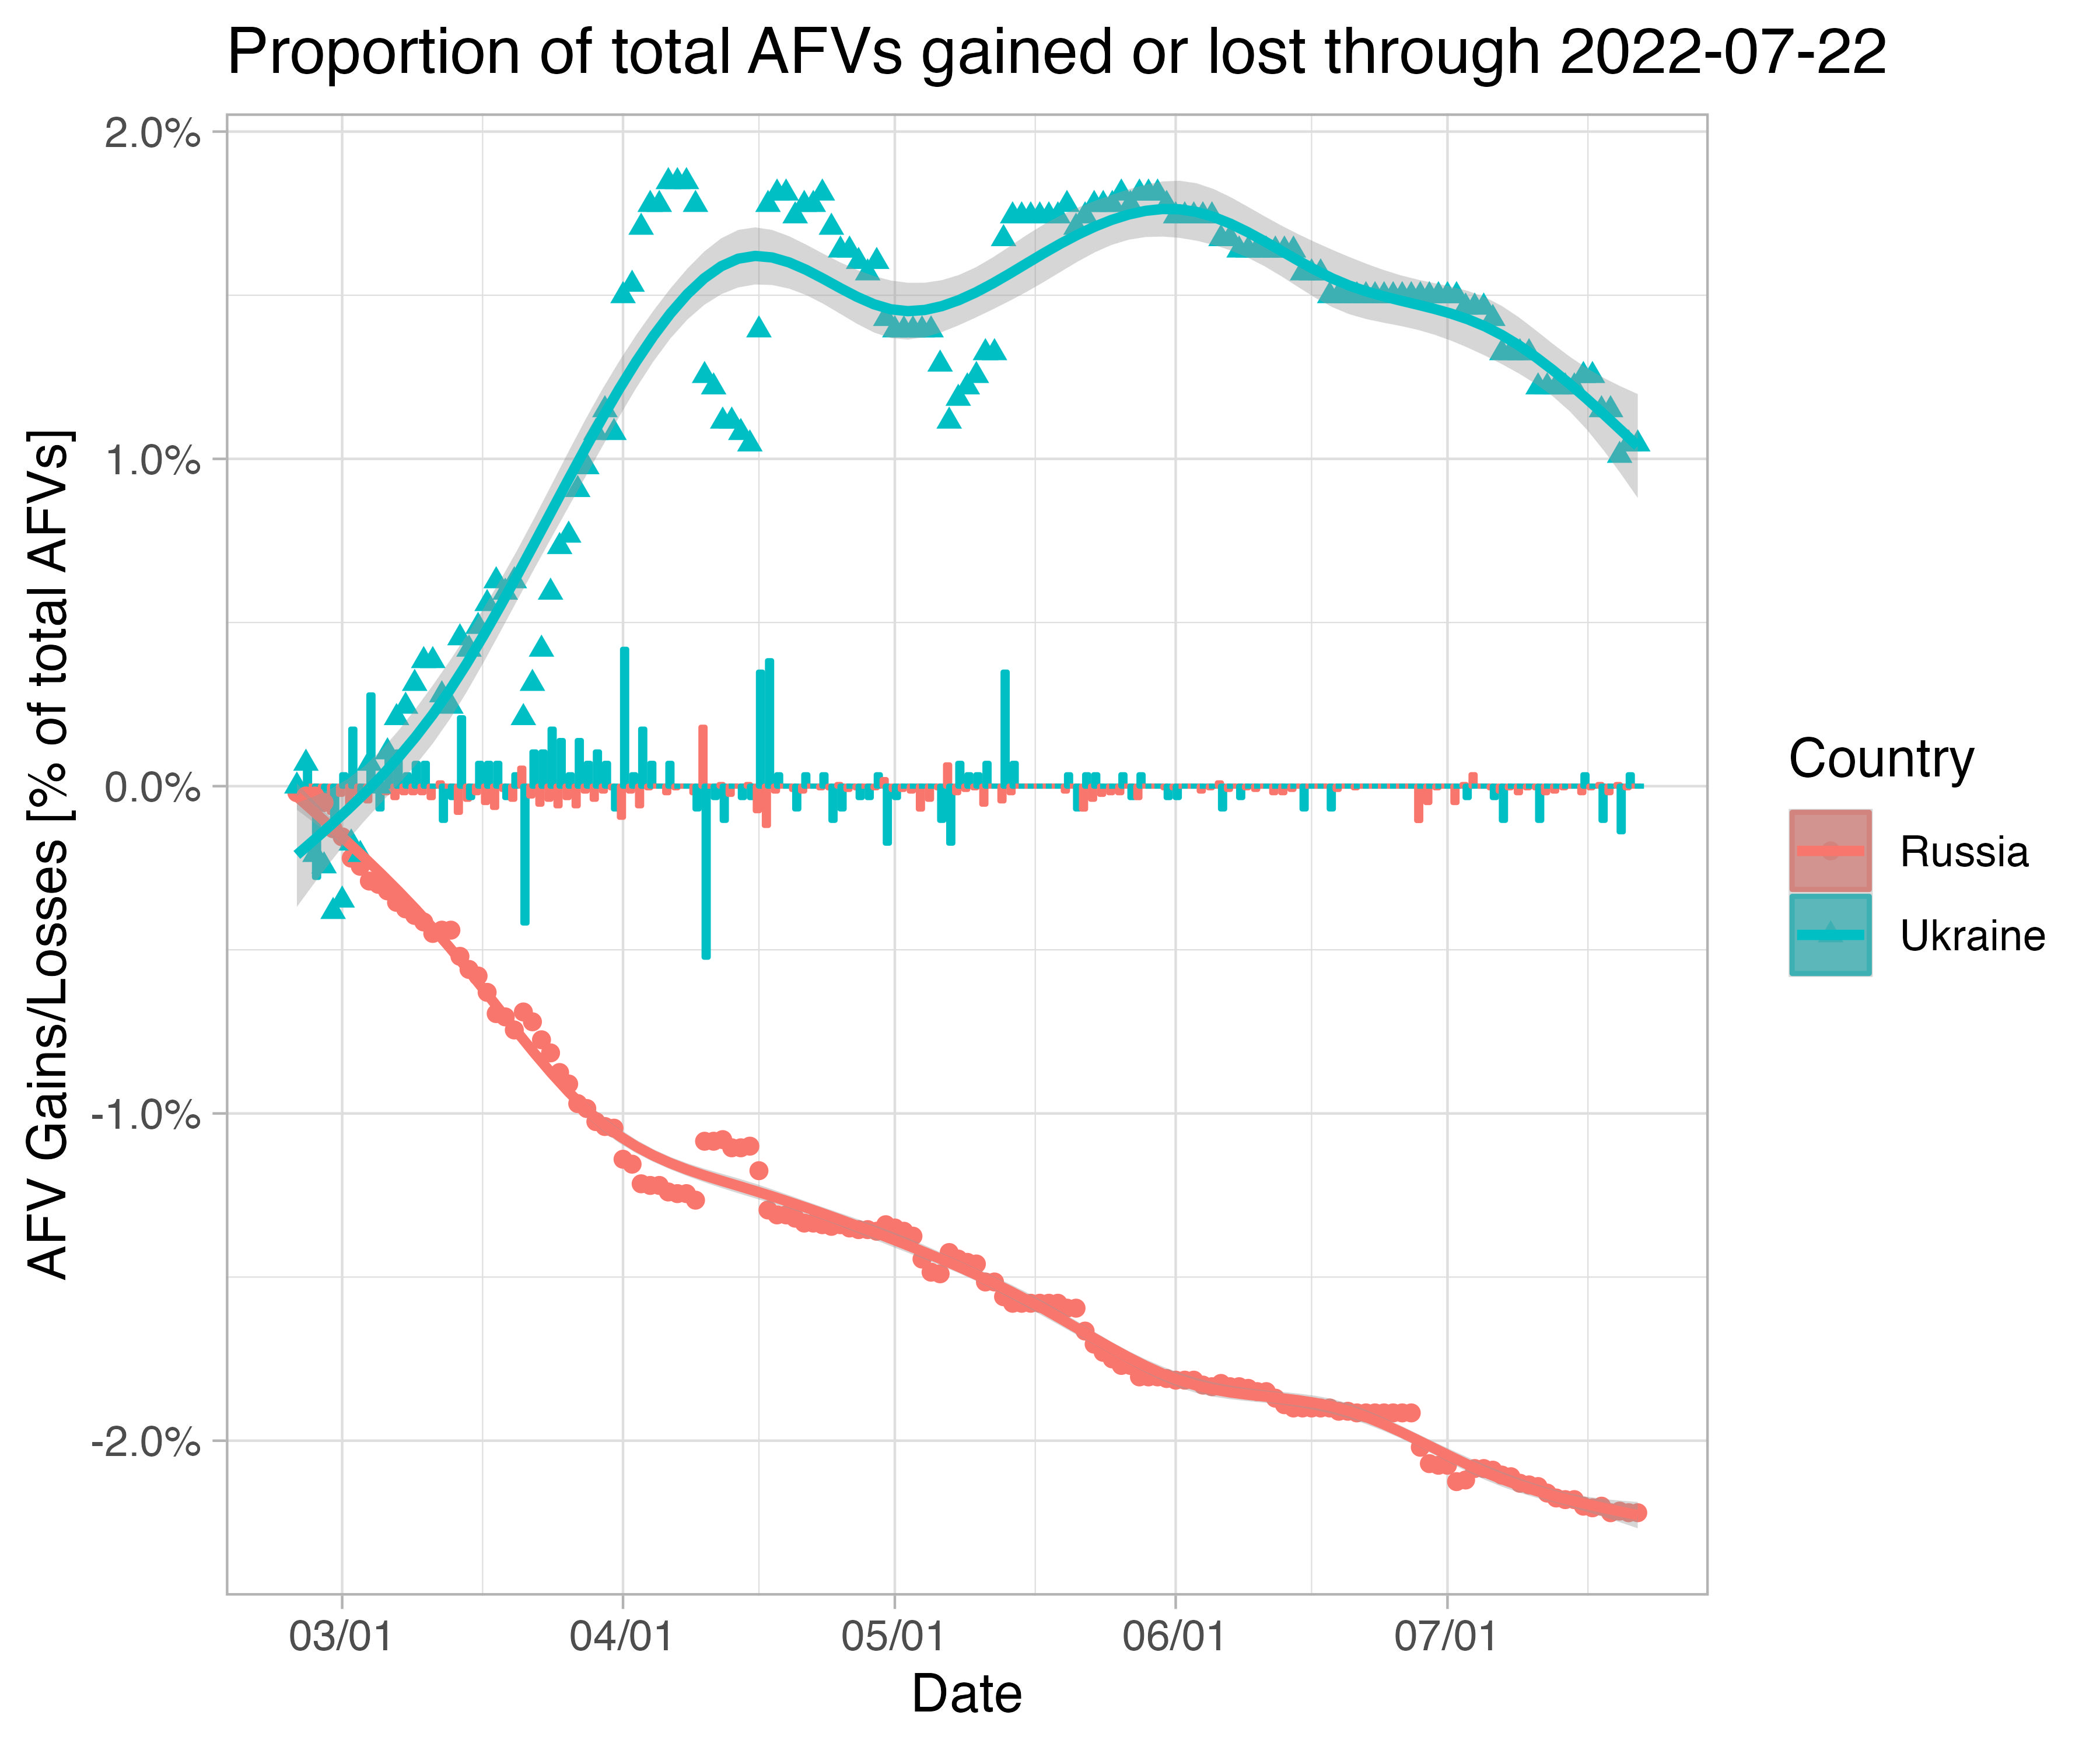 Proportion of total AFVs gained or lost through 2022-07-22
AFV Gains/Losses [% of total AFVs]
2.0%
1.0%
0.0%
-1.0%
-2.0%
03/01
04/01
05/01
06/01
07/01
Date
Country
Russia
Ukraine